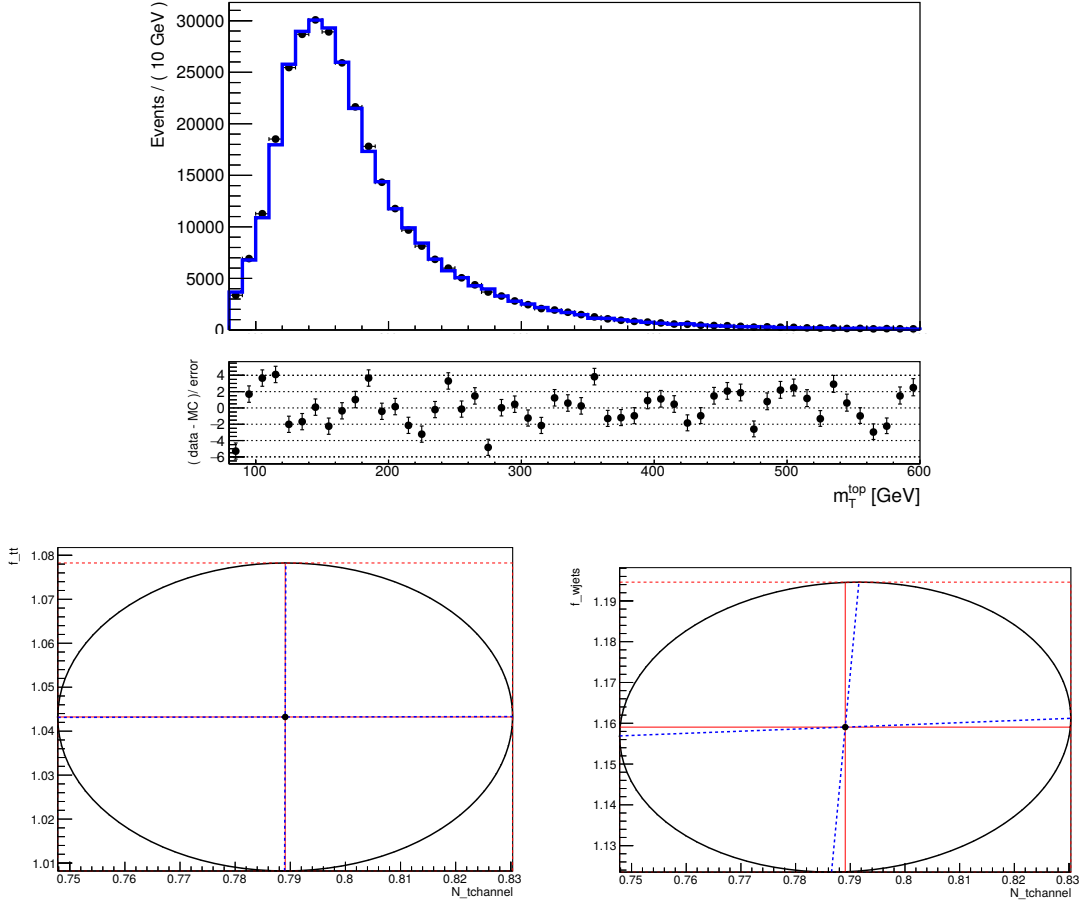 Events / ( 10 GeV )
30000
25000
20000
15000
10000
5000
0
( data - MC )/ error
4
2
0
−2
−4
−6
100 200 300 400 500 600
m_T^top [GeV]
f_tt
1.08
1.07
1.06
1.05
1.04
1.03
1.02
1.01
0.75 0.76 0.77 0.78 0.79 0.8 0.81 0.82 0.83
N_tchannel
f_wjets
1.19
1.18
1.17
1.16
1.15
1.14
1.13
0.75 0.76 0.77 0.78 0.79 0.8 0.81 0.82 0.83
N_tchannel